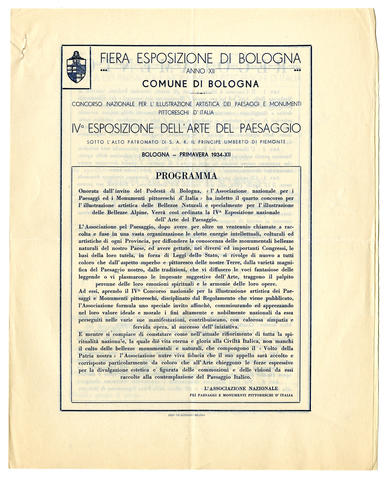 FIERA ESPOSIZIONE DI BOLOGNA
ANNO XII
COMUNE DI BOLOGNA
CONCORSO NAZIONALE PER L'ILLUSTRAZIONE ARTISTICA DEI PAESAGGI E MONUMENTI
PITTORESCHI D'ITALIA
IVª ESPOSIZIONE DELL'ARTE DEL PAESAGGIO
SOTTO L'ALTO PATRONATO DI S. A. R. IL PRINCIPE UMBERTO DI PIEMONTE
BOLOGNA - PRIMAVERA 1934-XII
PROGRAMMA
Onorata dall'invito del Podestà di Bologna, « l'Associazione nazionale per i
Paesaggi ed i Monumenti pittoreschi d'Italia » ha indetto il quarto concorso per
l'illustrazione artistica delle Bellezze Naturali e specialmente per l'illustrazione
delle Bellezze Alpine. Verrà così ordinata la IVª Esposizione nazionale
dell'Arte del Paesaggio.
L'Associazione pel Paesaggio, dopo avere per oltre un ventennio chiamate a rac-
colta e fuse in una vasta organizzazione le sfinte energie intellettuali, culturali ed
artistiche di ogni Provincia, per diffondere la conoscenza delle monumentali bellezze
naturali del nostro Paese, ed avere gettate, nei diversi ed importanti Congressi, le
basi della loro tutela, in forza di Leggi dello Stato, si rivolge di nuovo a tutti
coloro che dall'aspetto superbo e pittoresco delle nostre Terre, dalla varietà magni-
fica del Paesaggio nostro, dalle tradizioni, che vi diffusero le voci fantasiose delle
leggende o vi plasmarono le impronte suggestive dell'Arte, traggono il palpito
perenne delle loro emozioni spirituali e le armonie delle loro opere.
Ad essi, aprendo il IVº Concorso nazionale per la illustrazione artistica dei Pae-
saggi e Monumenti pittoreschi, disciplinato dal Regolamento che viene pubblicato,
l'Associazione formula uno speciale invito affinchè, commisurando ed apprezzando
nel loro valore ideale e morale i fini altamente e nobilmente nazionali da essa
perseguiti nelle varie sue manifestazioni, contribuiscano, con calorosa simpatia e
fervida opera, al successo dell'iniziativa.
E mentre si compiace di constatare come nell'attuale rifiorimento di tutta la spi-
ritualità nazionale, la quale diè vita eterna e gloria alla Civiltà Italica, non manchi
il culto delle bellezze monumentali e naturali, che compongono il « Volto della
Patria nostra » l'Associazione nutre viva fiducia che il suo appello sarà accolto e
corrisposto particolarmente da coloro che all'Arte chiergono le forze espressive
per la divulgazione estetica e figurata delle commozioni e delle visioni da essi
raccolte alla contemplazione del Paesaggio Italico.
L'ASSOCIAZIONE NAZIONALE
PEI PAESAGGI E MONUMENTI PITTORESCHI D'ITALIA